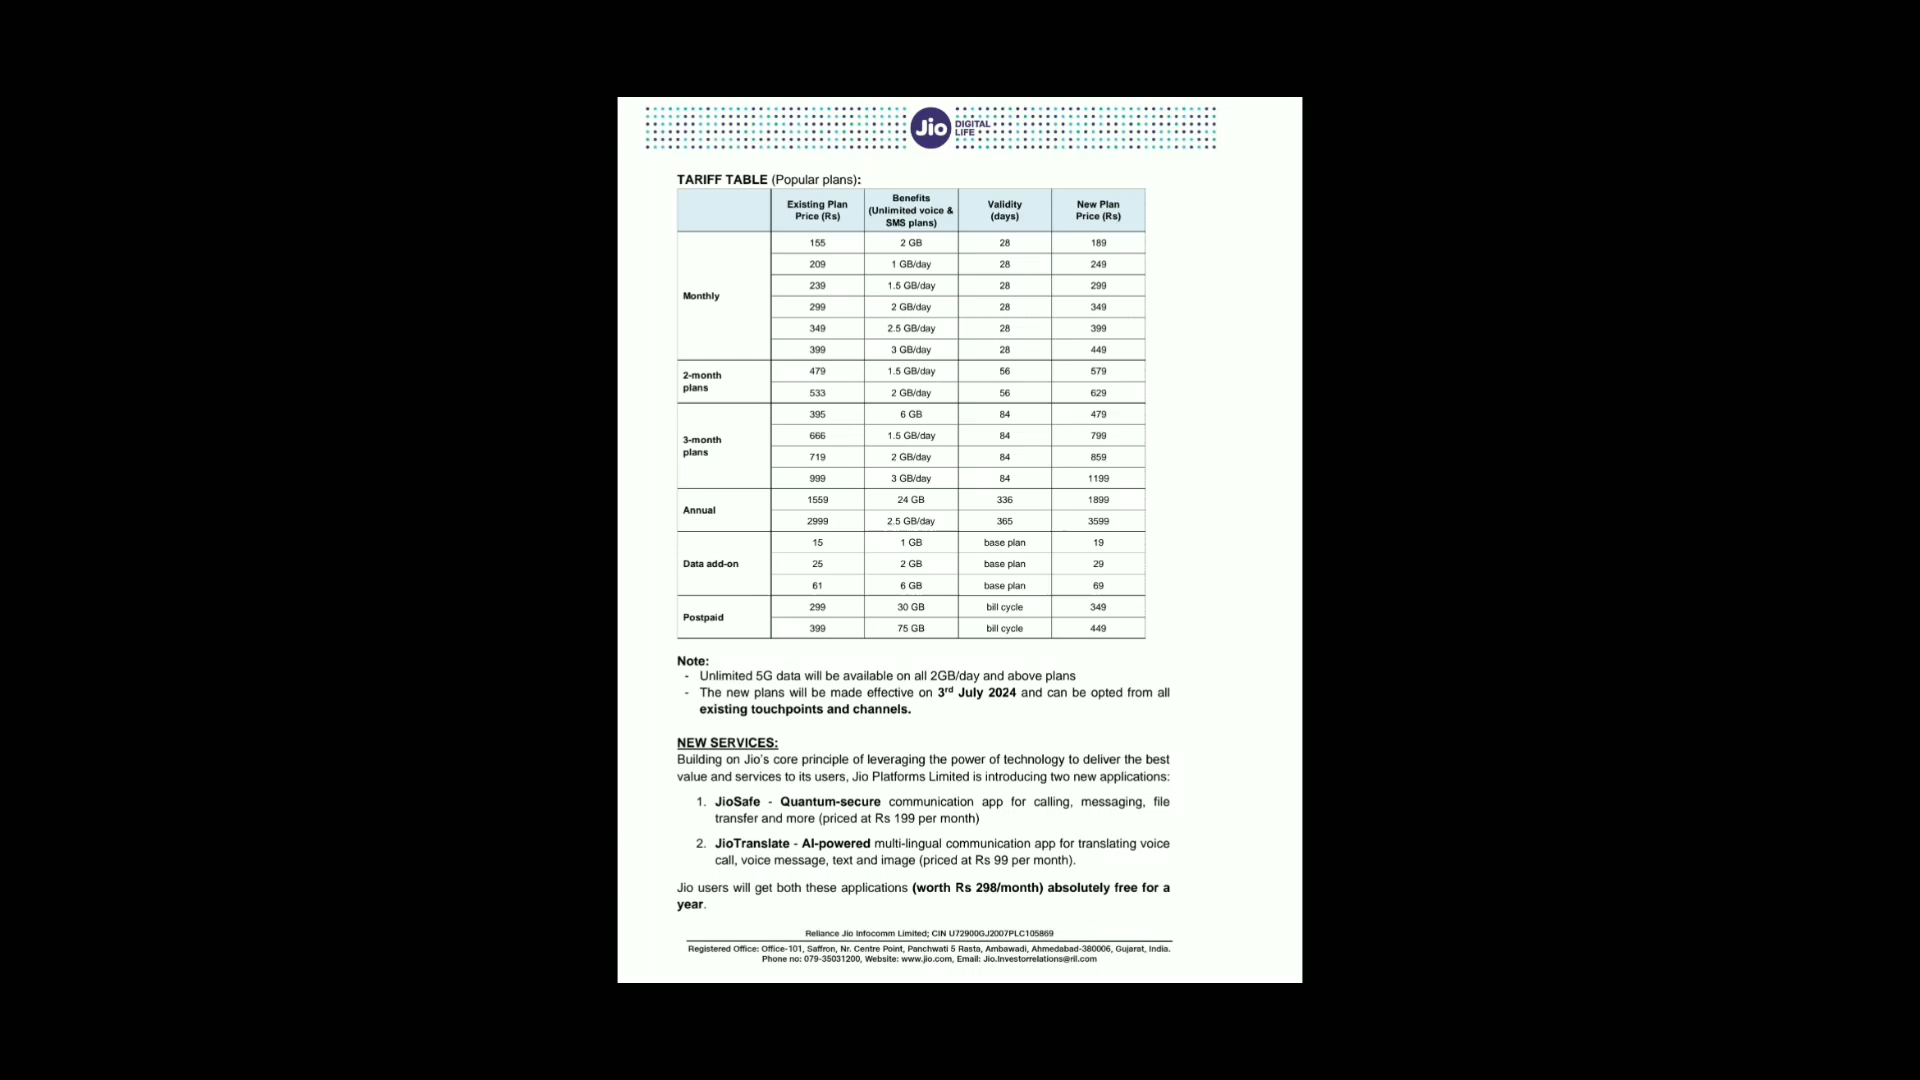 Jio DIGITAL
LIFE
TARIFF TABLE (Popular plans):
Existing Plan Price (Rs) Benefits (Unlimited voice & SMS plans) Validity (days) New Plan Price (Rs)
Monthly
155 2 GB 28 189
209 1 GB/day 28 249
239 1.5 GB/day 28 299
299 2 GB/day 28 349
349 2.5 GB/day 28 399
399 3 GB/day 28 449
2-month plans
479 1.5 GB/day 56 579
533 2 GB/day 56 629
3-month plans
395 6 GB 84 479
666 1.5 GB/day 84 799
719 2 GB/day 84 859
999 3 GB/day 84 1199
Annual
1559 24 GB 336 1899
2999 2.5 GB/day 365 3599
Data add-on
15 1 GB base plan 19
25 2 GB base plan 29
61 6 GB base plan 69
Postpaid
299 30 GB bill cycle 349
399 75 GB bill cycle 449
Note:
- Unlimited 5G data will be available on all 2GB/day and above plans
- The new plans will be made effective on 3rd July 2024 and can be opted from all
existing touchpoints and channels.
NEW SERVICES:
Building on Jio's core principle of leveraging the power of technology to deliver the best
value and services to its users, Jio Platforms Limited is introducing two new applications:
1. JioSafe - Quantum-secure communication app for calling, messaging, file
transfer and more (priced at Rs 199 per month)
2. JioTranslate - AI-powered multi-lingual communication app for translating voice
call, voice message, text and image (priced at Rs 99 per month).
Jio users will get both these applications (worth Rs 298/month) absolutely free for a
year.
Reliance Jio Infocomm Limited; CIN U72900GJ2007PLC105869
Registered Office: Office-101, Saffron, Nr. Centre Point, Panchwati 5 Rasta, Ambawadi, Ahmedabad-380006, Gujarat, India.
Phone no: 079-35031200, Website: www.jio.com, Email: Jio.Investorrelations@ril.com